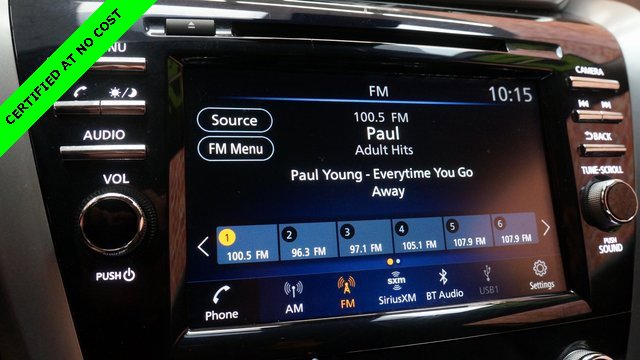 CERTIFIED AT NO COST
AUDIO
VOL
PUSH
FM
10:15
Source
FM Menu
100.5 FM
Paul
Adult Hits
Paul Young - Everytime You Go
Away
1
100.5 FM
2
96.3 FM
3
97.1 FM
4
105.1 FM
5
107.9 FM
6
107.9 FM
Phone
AM
FM
sxm
SiriusXM
BT Audio
USB1
Settings
CAMERA
BACK
TUNE-SCROLL
PUSH
SOUND